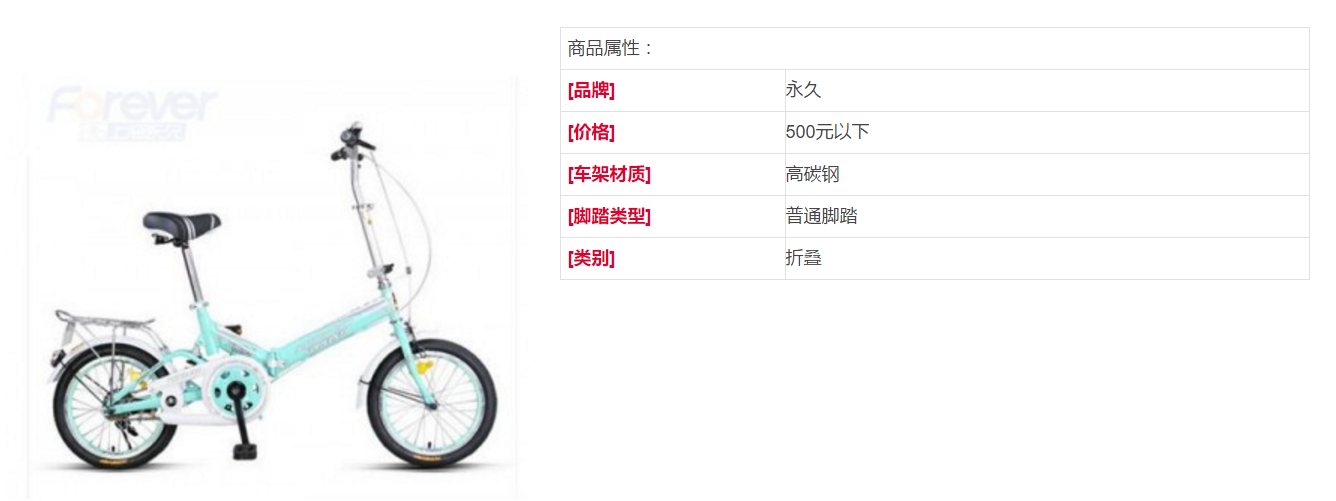 Forever
商品属性：
[品牌] 永久
[价格] 500元以下
[车架材质] 高碳钢
[脚踏类型] 普通脚踏
[类别] 折叠